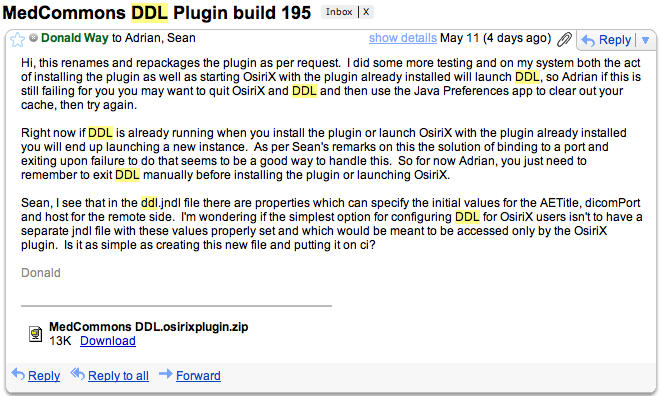 MedCommons DDL Plugin build 195 Inbox | X
Donald Way to Adrian, Sean show details May 11 (4 days ago) Reply
Hi, this renames and repackages the plugin as per request. I did some more testing and on my system both the act
of installing the plugin as well as starting OsiriX with the plugin already installed will launch DDL, so Adrian if this is
still failing for you you may want to quit OsiriX and DDL and then use the Java Preferences app to clear out your
cache, then try again.
Right now if DDL is already running when you install the plugin or launch OsiriX with the plugin already installed
you will end up launching a new instance. As per Sean's remarks on this the solution of binding to a port and
exiting upon failure to do that seems to be a good way to handle this. So for now Adrian, you just need to
remember to exit DDL manually before installing the plugin or launching OsiriX.
Sean, I see that in the ddl.jndl file there are properties which can specify the initial values for the AETitle, dicomPort
and host for the remote side. I'm wondering if the simplest option for configuring DDL for OsiriX users isn't to have a
separate jndl file with these values properly set and which would be meant to be accessed only by the OsiriX
plugin. Is it as simple as creating this new file and putting it on ci?
Donald
MedCommons DDL.osirixplugin.zip
13K Download
Reply Reply to all Forward